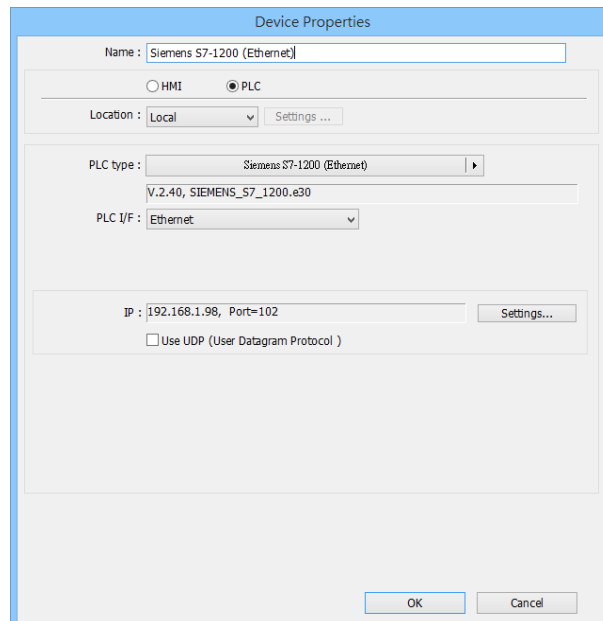 Device Properties
Name : Siemens S7-1200 (Ethernet)
HMI PLC
Location : Local Settings ...
PLC type : Siemens S7-1200 (Ethernet)
V.2.40, SIEMENS_S7_1200.e30
PLC I/F : Ethernet
IP : 192.168.1.98, Port=102 Settings...
Use UDP (User Datagram Protocol )
OK Cancel